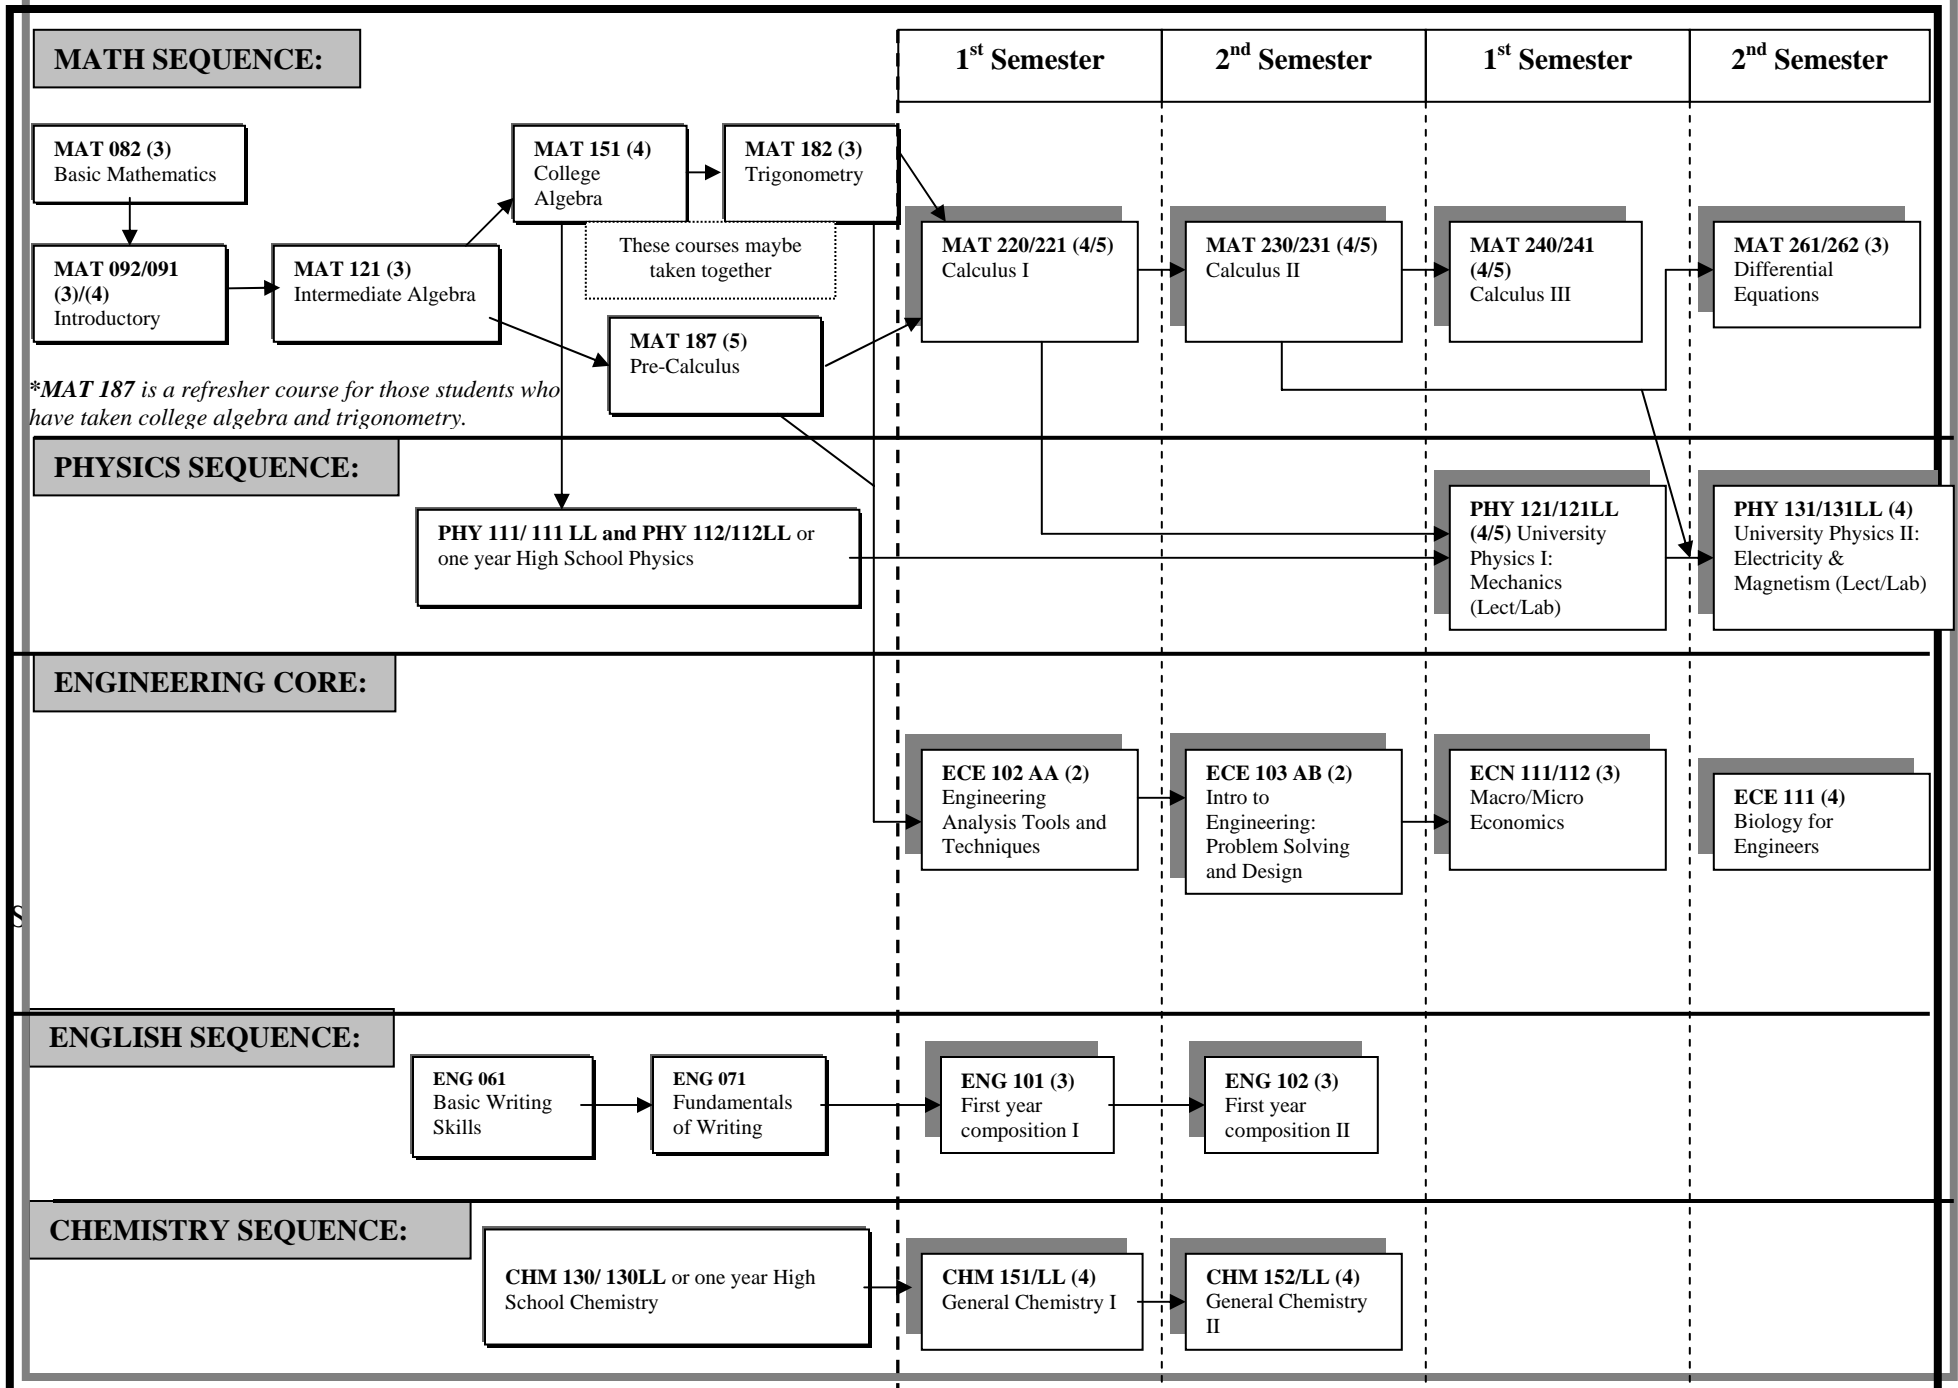 MATH SEQUENCE:
1st Semester
2nd Semester
1st Semester
2nd Semester
MAT 082 (3)
Basic Mathematics
MAT 151 (4)
College
Algebra
MAT 182 (3)
Trigonometry
These courses maybe
taken together
MAT 092/091
(3)/(4)
Introductory
MAT 121 (3)
Intermediate Algebra
MAT 187 (5)
Pre-Calculus
MAT 220/221 (4/5)
Calculus I
MAT 230/231 (4/5)
Calculus II
MAT 240/241
(4/5)
Calculus III
MAT 261/262 (3)
Differential
Equations
*MAT 187 is a refresher course for those students who
have taken college algebra and trigonometry.
PHYSICS SEQUENCE:
PHY 111/ 111 LL and PHY 112/112LL or
one year High School Physics
PHY 121/121LL
(4/5) University
Physics I:
Mechanics
(Lect/Lab)
PHY 131/131LL (4)
University Physics II:
Electricity &
Magnetism (Lect/Lab)
ENGINEERING CORE:
ECE 102 AA (2)
Engineering
Analysis Tools and
Techniques
ECE 103 AB (2)
Intro to
Engineering:
Problem Solving
and Design
ECN 111/112 (3)
Macro/Micro
Economics
ECE 111 (4)
Biology for
Engineers
S
ENGLISH SEQUENCE:
ENG 061
Basic Writing
Skills
ENG 071
Fundamentals
of Writing
ENG 101 (3)
First year
composition I
ENG 102 (3)
First year
composition II
CHEMISTRY SEQUENCE:
CHM 130/ 130LL or one year High
School Chemistry
CHM 151/LL (4)
General Chemistry I
CHM 152/LL (4)
General Chemistry
II